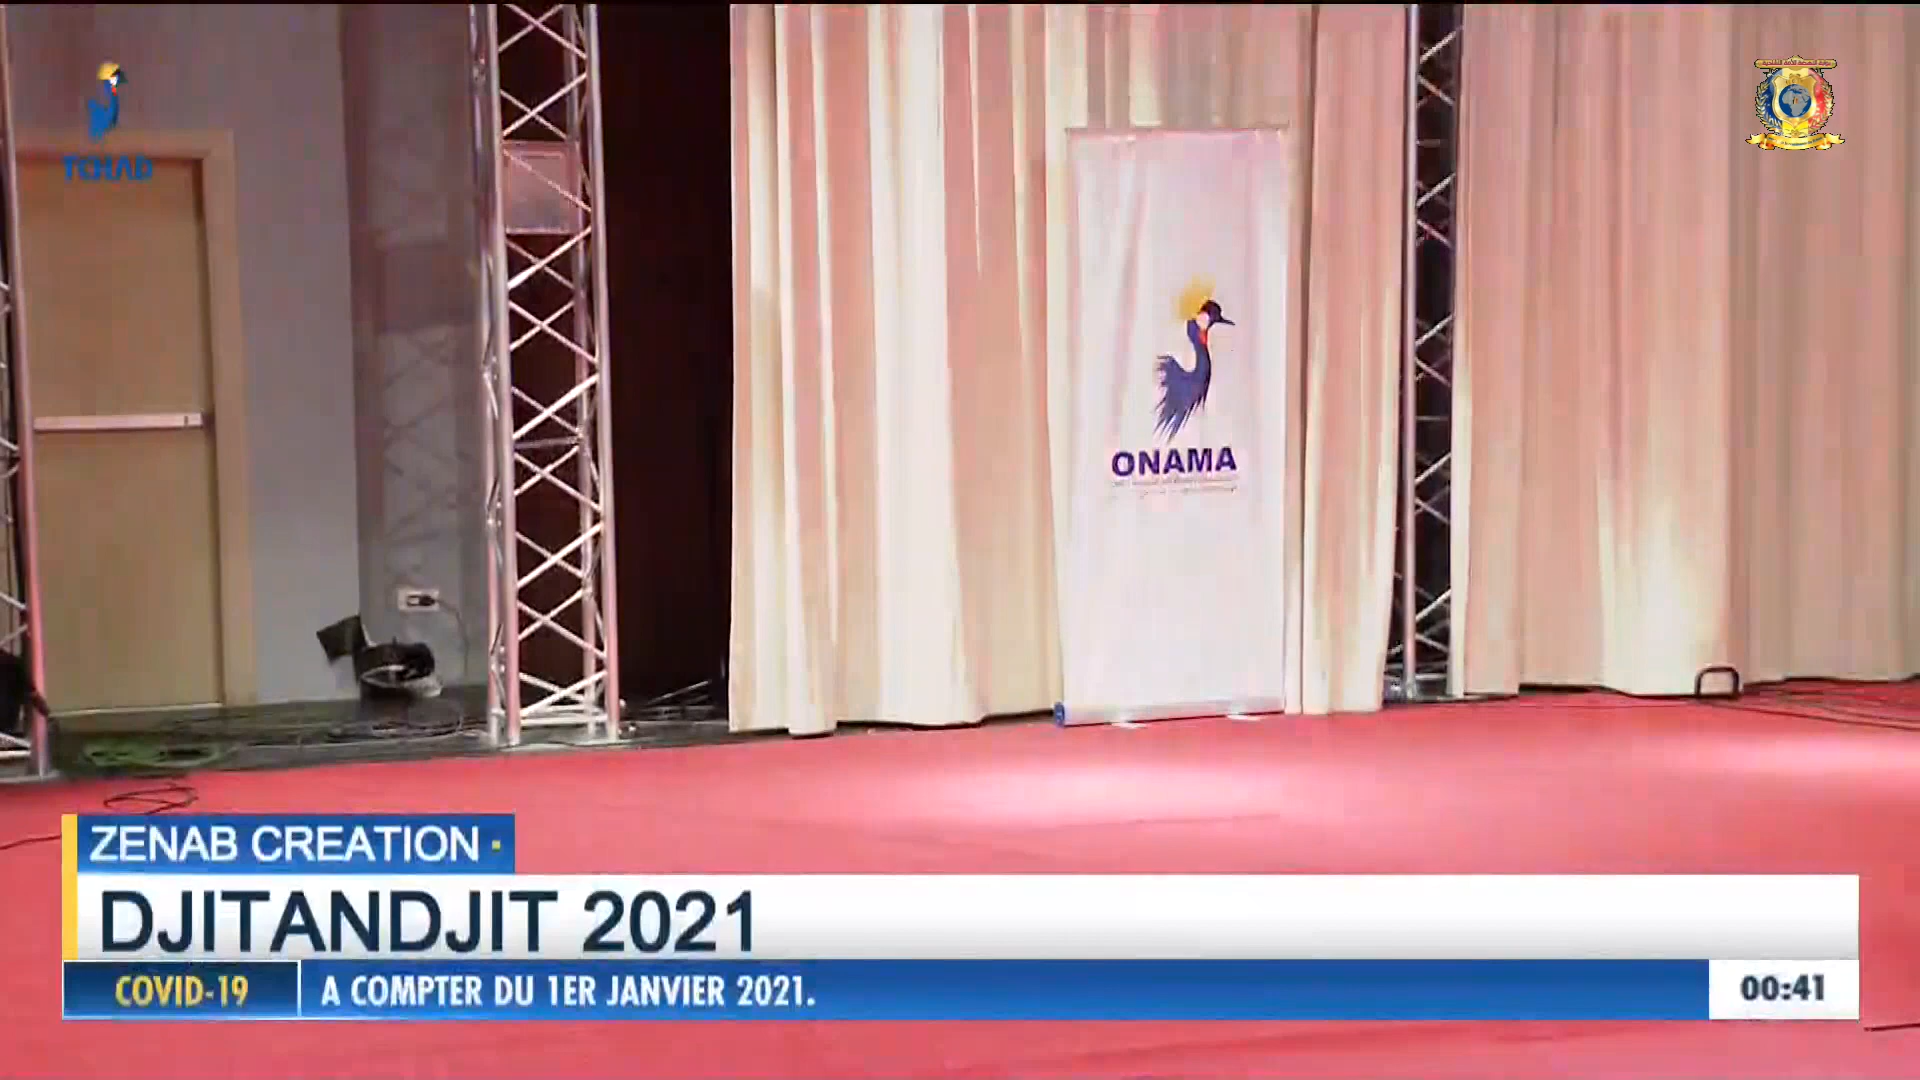 TCHAD
ONAMA
ZENAB CREATION
DJITANDJIT 2021
COVID-19
A COMPTER DU 1ER JANVIER 2021.
00:41